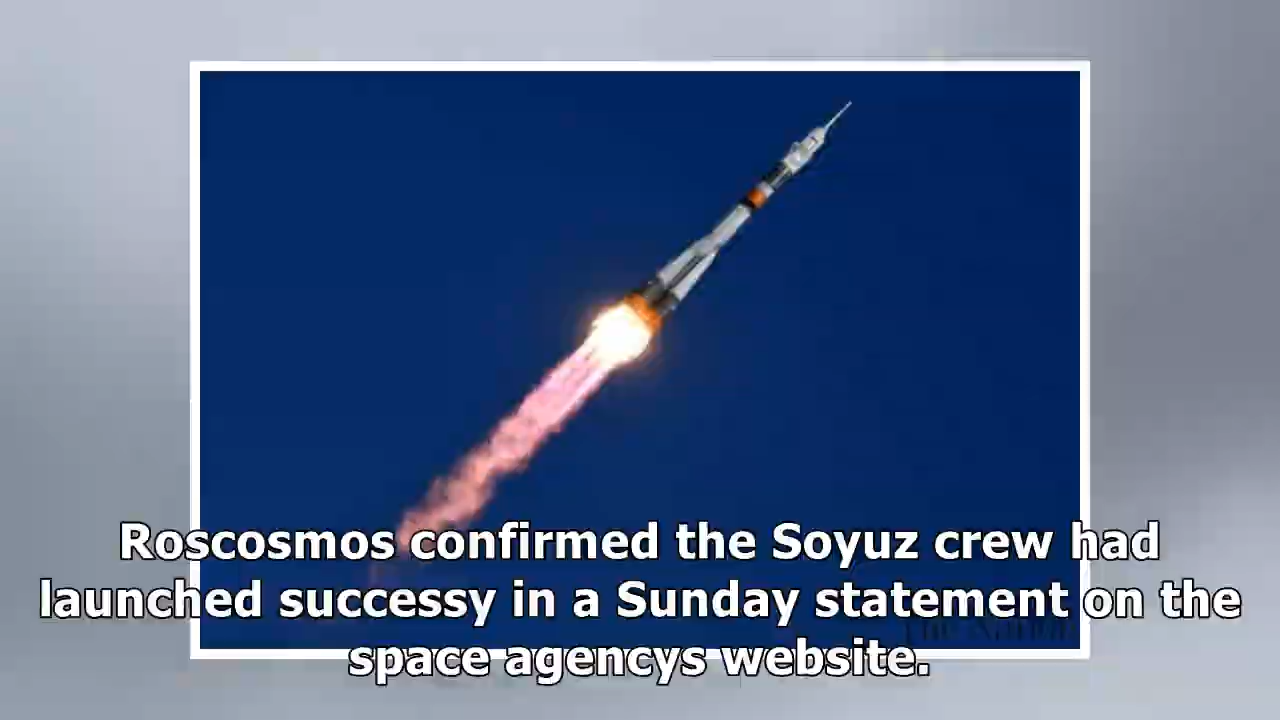 Roscosmos confirmed the Soyuz crew had
launched successy in a Sunday statement on the
space agencys website.